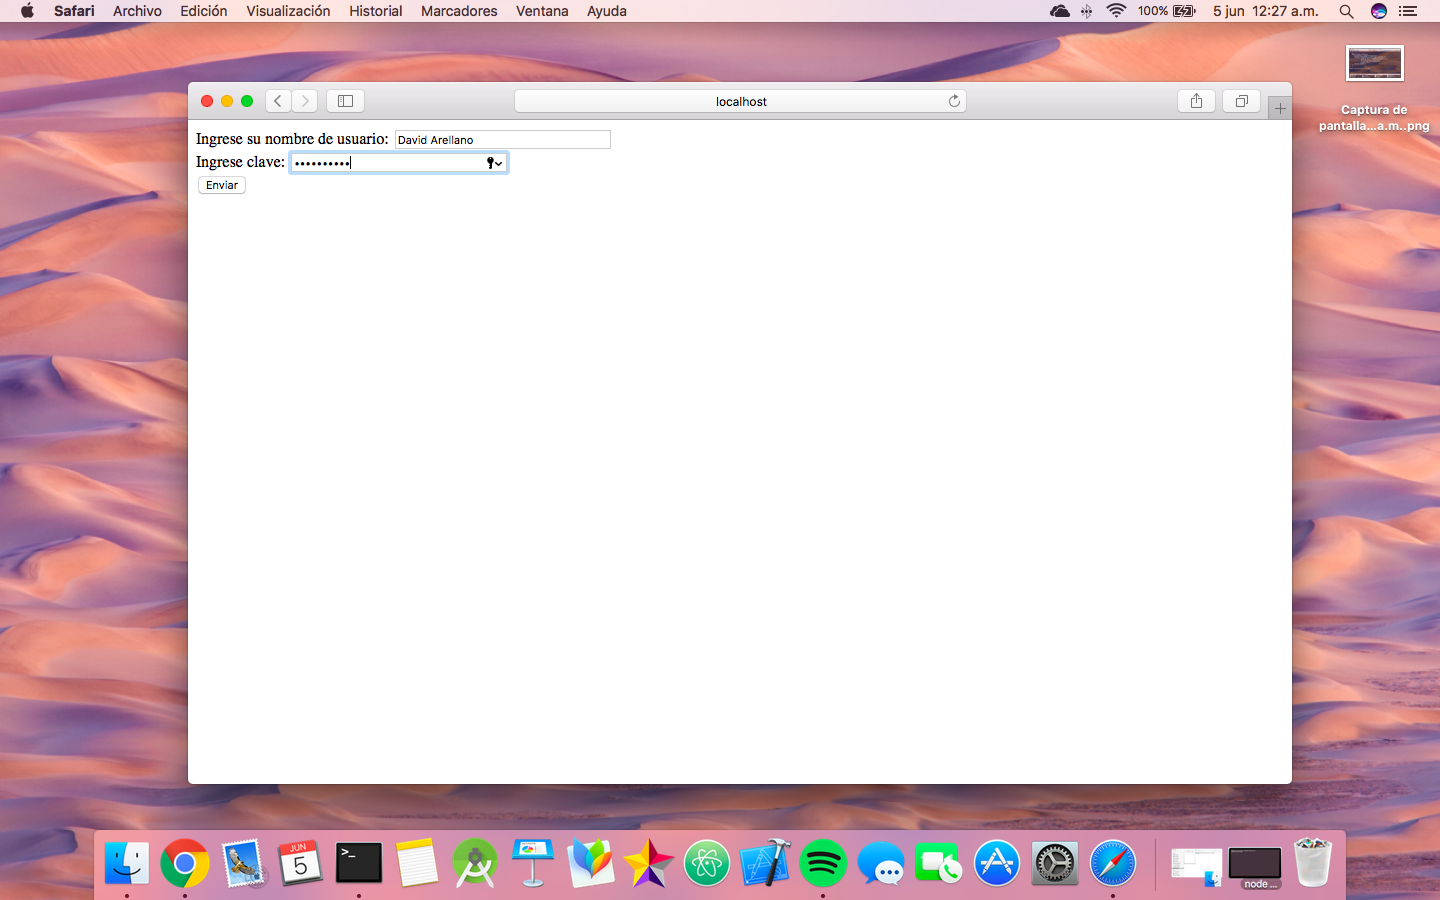 Safari Archivo Edición Visualización Historial Marcadores Ventana Ayuda 100% 5 jun 12:27 a.m.
Captura de
pantalla...a.m..png
localhost
Ingrese su nombre de usuario: David Arellano
Ingrese clave: ••••••••••
Enviar
JUN
5
>_
node ...